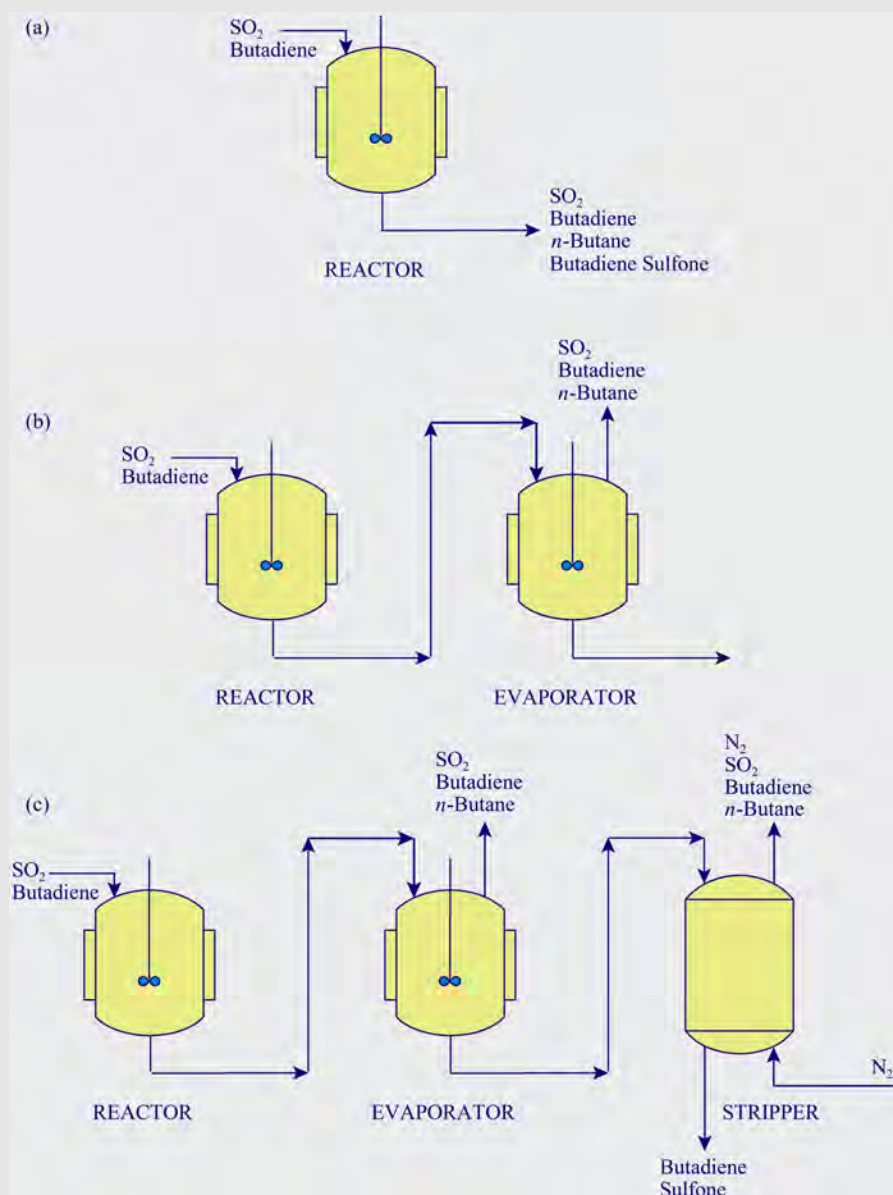 (a)
SO₂
Butadiene
SO₂
Butadiene
n-Butane
Butadiene Sulfone
REACTOR
(b)
SO₂
Butadiene
SO₂
Butadiene
n-Butane
REACTOR
EVAPORATOR
(c)
SO₂
Butadiene
SO₂
Butadiene
n-Butane
N₂
SO₂
Butadiene
n-Butane
N₂
REACTOR
EVAPORATOR
STRIPPER
Butadiene
Sulfone